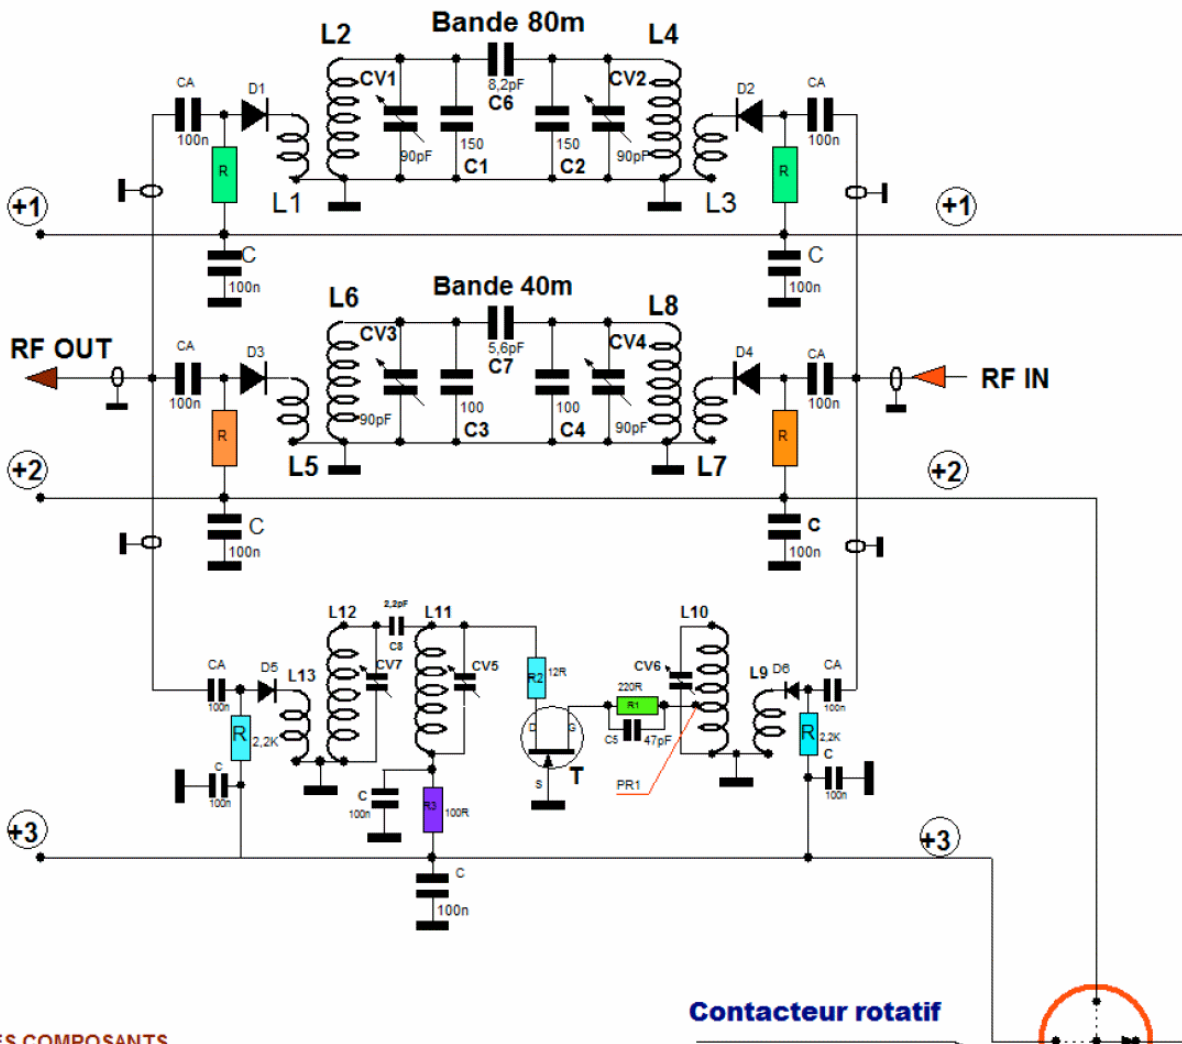 Bande 80m
L2
L4
CA
D1
CV1
8,2pF
C6
CV2
D2
CA
100n
R
90pF
150
C1
150
C2
90pF
R
100n
+1
L1
L3
+1
C
100n
C
100n
Bande 40m
L6
L8
RF OUT
CA
D3
CV3
5,6pF
C7
CV4
D4
CA
RF IN
100n
R
90pF
100
C3
100
C4
90pF
R
100n
+2
L5
L7
+2
C
100n
C
100n
L12
2,2pF
C8
L11
L10
CA
D5
L13
CV7
CV5
R2
12R
CV6
L9
D6
CA
100n
220R
R1
100n
R
2,2K
D
G
C5
47pF
R
2,2K
C
100n
S
T
PR1
C
100n
C
100n
R3
100R
+3
+3
C
100n
Contacteur rotatif
ES COMPOSANTS